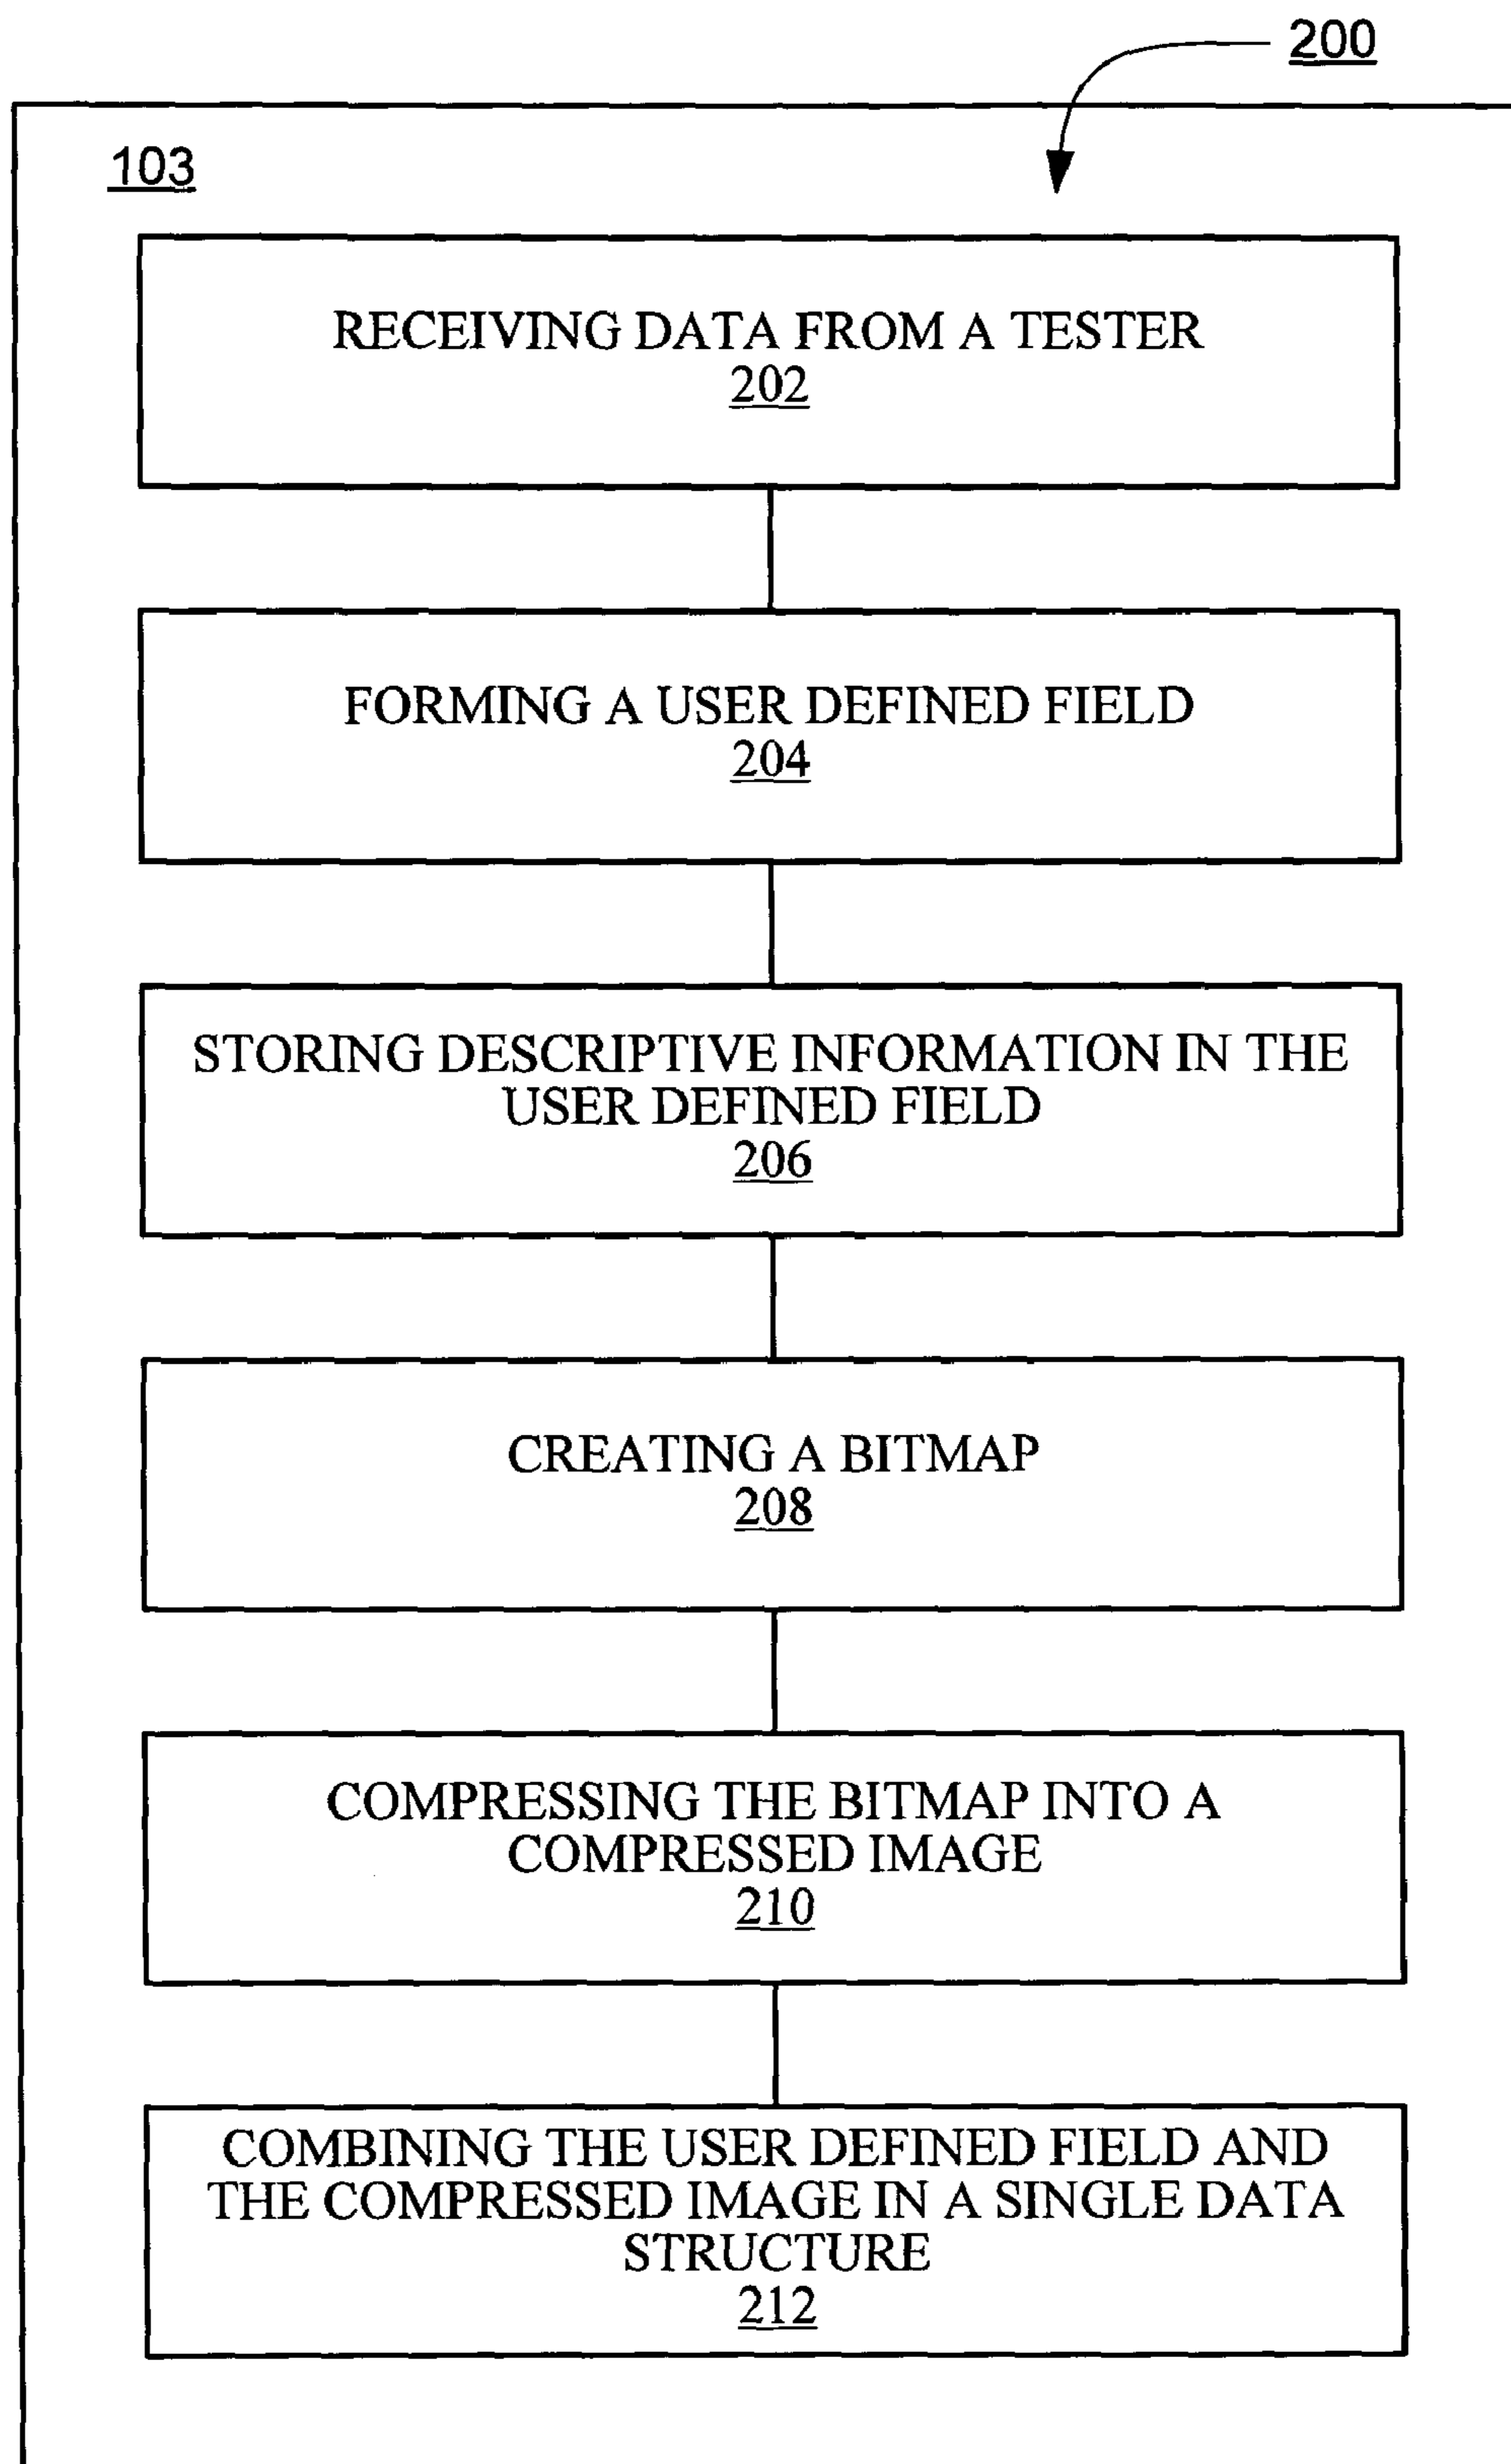 200
103
RECEIVING DATA FROM A TESTER
202
FORMING A USER DEFINED FIELD
204
STORING DESCRIPTIVE INFORMATION IN THE
USER DEFINED FIELD
206
CREATING A BITMAP
208
COMPRESSING THE BITMAP INTO A
COMPRESSED IMAGE
210
COMBINING THE USER DEFINED FIELD AND
THE COMPRESSED IMAGE IN A SINGLE DATA
STRUCTURE
212